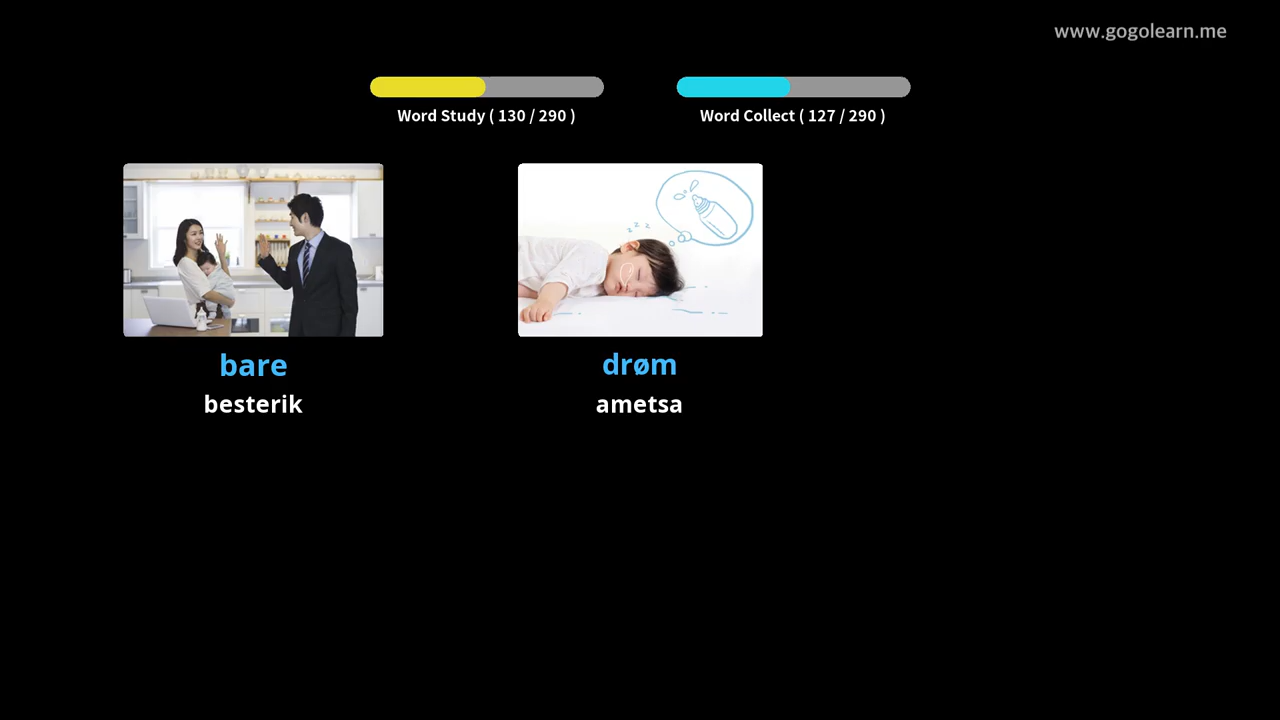 www.gogolearn.me
Word Study ( 130 / 290 )
Word Collect ( 127 / 290 )
z z z
bare
drøm
besterik
ametsa